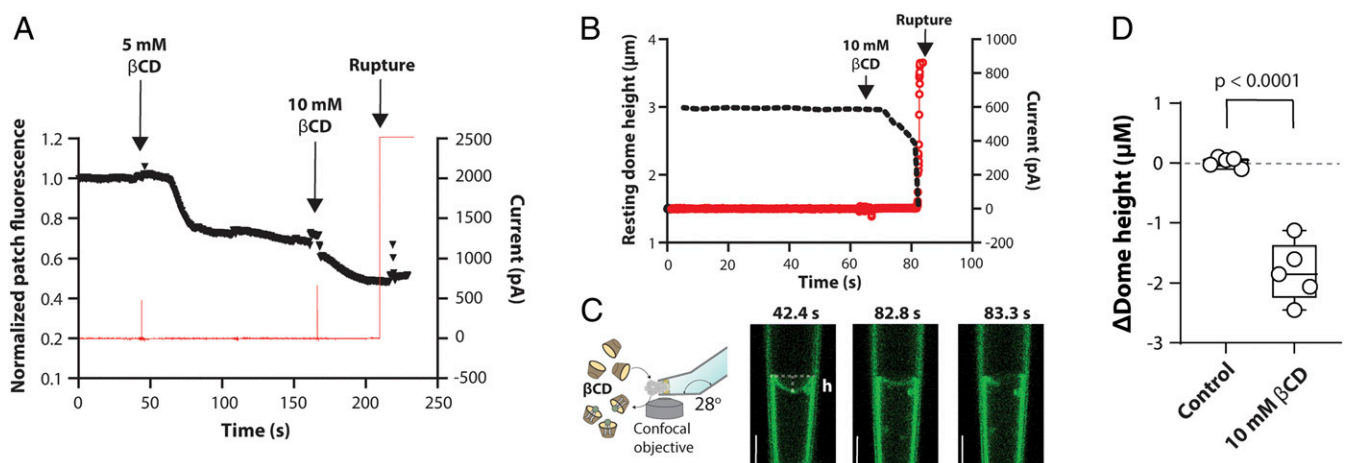 A
5 mM
βCD
10 mM
βCD
Rupture
Normalized patch fluorescence
1.2
1.0
0.8
0.6
0.4
0.2
0.1
0
50
100
150
200
250
Time (s)
2500
2000
1500
1000
500
0
-500
Current (pA)
B
Rupture
10 mM
βCD
Resting dome height (μm)
4
3
2
1
0
20
40
60
80
100
Time (s)
1000
800
600
400
200
0
-200
Current (pA)
C
βCD
28°
Confocal
objective
42.4 s
82.8 s
83.3 s
h
D
p < 0.0001
ΔDome height (μM)
1
0
-1
-2
-3
Control
10 mM βCD